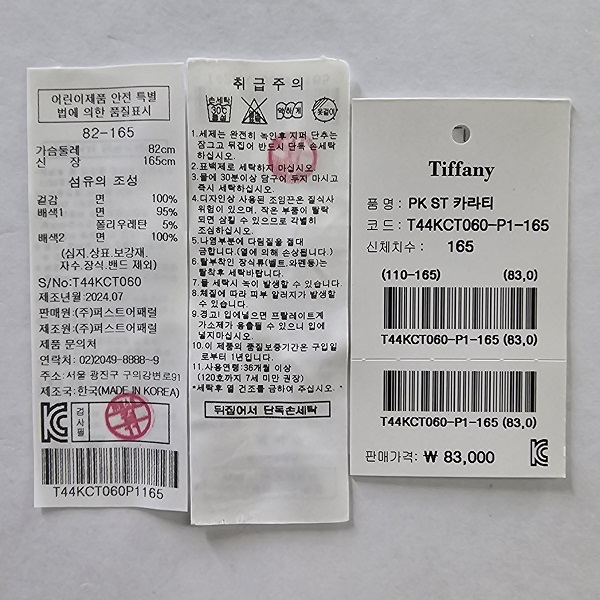 어린이제품 안전 특별
법에 의한 품질표시
82-165
가슴둘레 82cm
신 장 165cm
섬유의 조성
겉감 면 100%
배색1 면 95%
폴리우레탄 5%
배색2 면 100%
(심지.상표.보강재.
자수.장식.밴드 제외)
S/No:T44KCT060
제조년월:2024.07
판매원:(주)퍼스트어패럴
제조원:(주)퍼스트어패럴
제품 문의처
연락처: 02)2049-8888~9
주소:서울 광진구 구의강변로91
제조국:한국(MADE IN KOREA)
검사필
T44KCT060P1165
취급주의
손세탁
30℃
중성
약하게
옷걸이
1.세제는 완전히 녹인후 지퍼 단추는
잠그고 뒤집어 반드시 단독 손세탁
하십시오.
2.표백제로 세탁하지 마십시오.
3.물에 30분이상 담구어 두지 마시고
즉시 세탁하십시오.
4.디자인상 사용된 조임끈은 질식사
위험이 있으며, 작은 부품이 탈락
되면 삼킬 수 있으므로 각별히
조심하십시오.
5.나염부분에 다림질을 절대
금합니다.(열에 의해 손상됩니다.)
6.탈부착인 장식류(벨트.와펜등)는
탈착후 세탁바랍니다.
7.물 세탁시 녹이 발생할 수 있습니다.
8.체질에 따라 피부 알러지가 발생할
수 있습니다.
9.경고! 입에넣으면 프탈레이트계
가소제가 용출될 수 있으니 입에
넣지마십시오.
10.이 제품의 품질보증기간은 구입일
로부터 1년입니다.
11.사용연령:36개월 이상
(120호까지 7세 미만 권장)
*세탁후 열 건조를 금하여 주십시오. *
뒤집어서 단독손세탁
Tiffany
품 명 : PK ST 카라티
코 드 : T44KCT060-P1-165
신체치수 : 165
(110-165) (83,0)
T44KCT060-P1-165 (83,0)
T44KCT060-P1-165 (83,0)
판매가격: ₩ 83,000